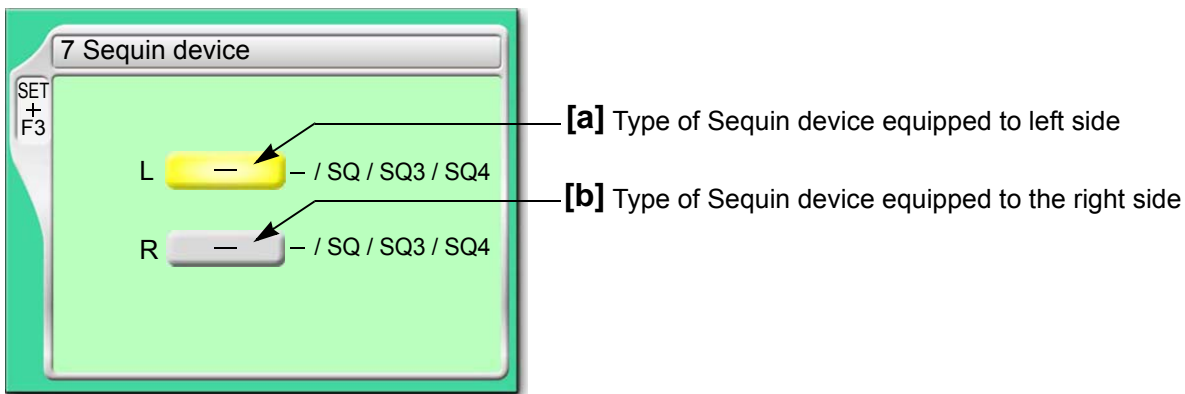 7 Sequin device
SET
+
F3
[a] Type of Sequin device equipped to left side
L — – / SQ / SQ3 / SQ4
[b] Type of Sequin device equipped to the right side
R — – / SQ / SQ3 / SQ4